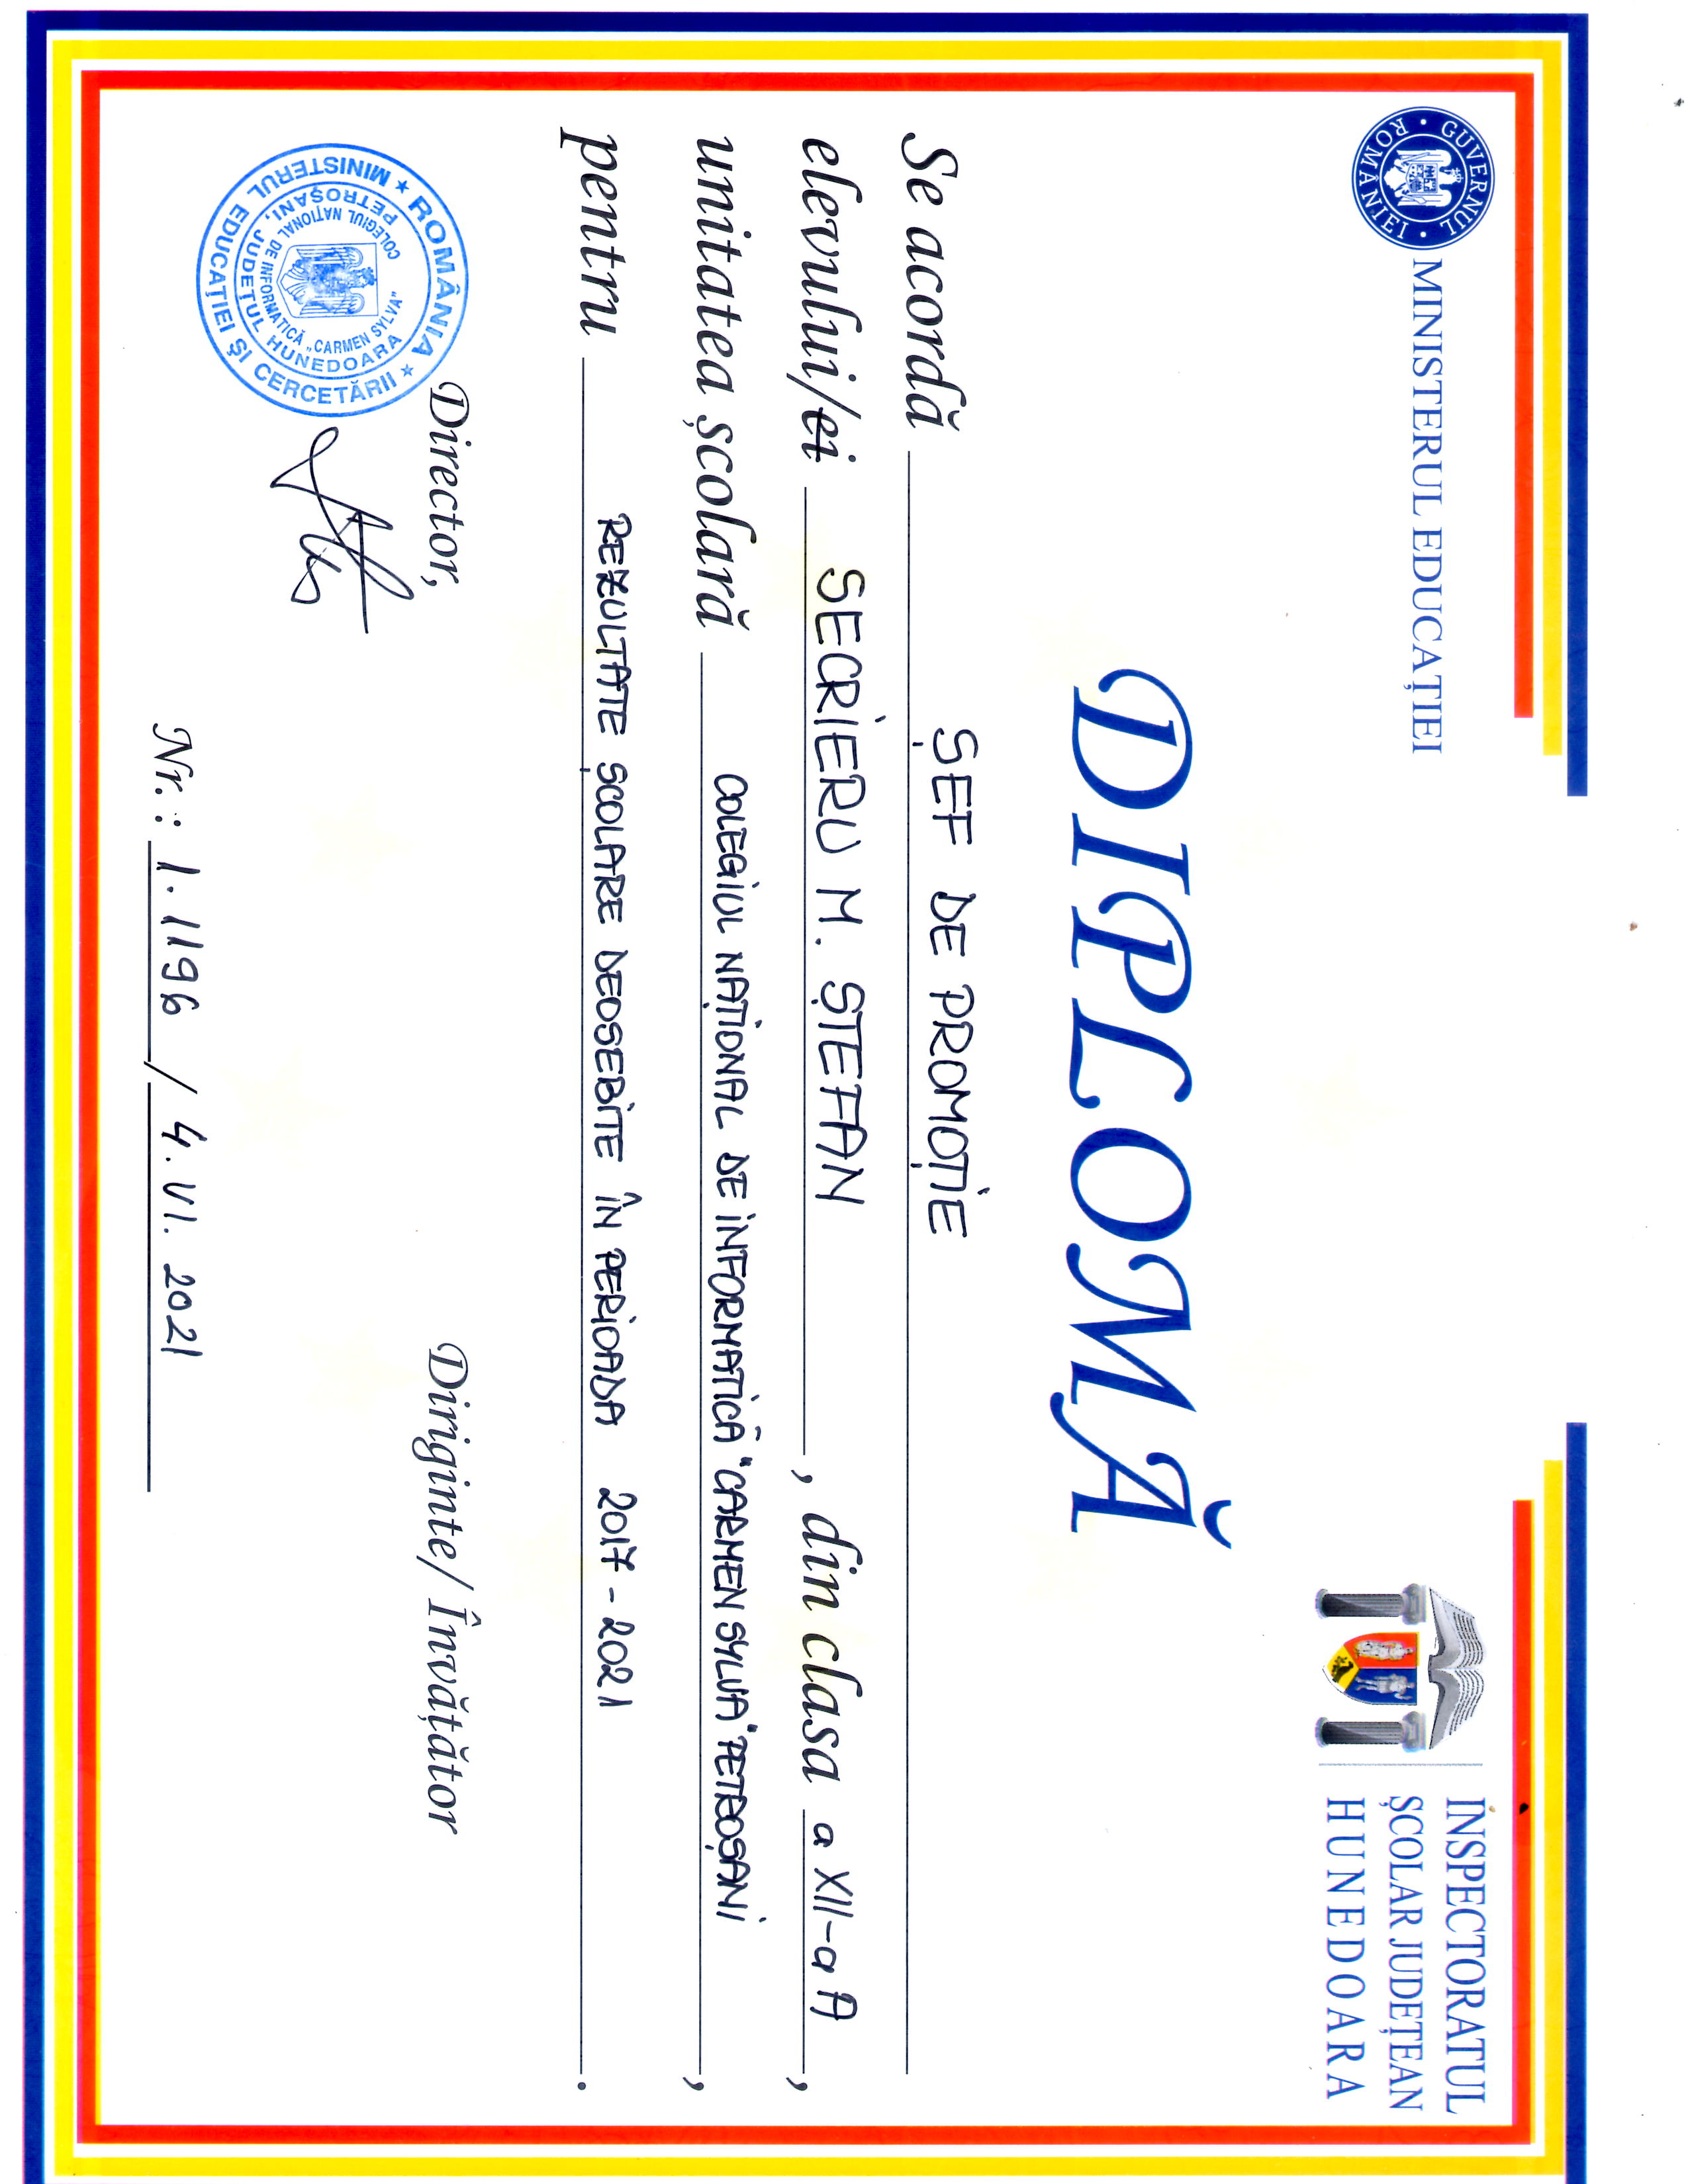 GUVERNUL ROMÂNIEI
MINISTERUL EDUCAȚIEI
INSPECTORATUL
ȘCOLAR JUDEȚEAN
HUNEDOARA
DIPLOMĂ
Se acordă ȘEF DE PROMOȚIE
elevului/ei SECRIERU M. ȘTEFAN, din clasa a XII-a A,
unitatea școlară COLEGIUL NAȚIONAL DE INFORMATICĂ "CARMEN SYLVA" PETROȘANI,
pentru REZULTATE ȘCOLARE DEOSEBITE ÎN PERIOADA 2017 - 2021.
Director,
Diriginte/ Învățător
★ ROMÂNIA ★ MINISTERUL EDUCAȚIEI ȘI CERCETĂRII
PETROȘANI, JUDEȚUL HUNEDOARA
COLEGIUL NAȚIONAL DE INFORMATICĂ „CARMEN SYLVA”
Nr. : 1.1196 / 4. VI. 2021